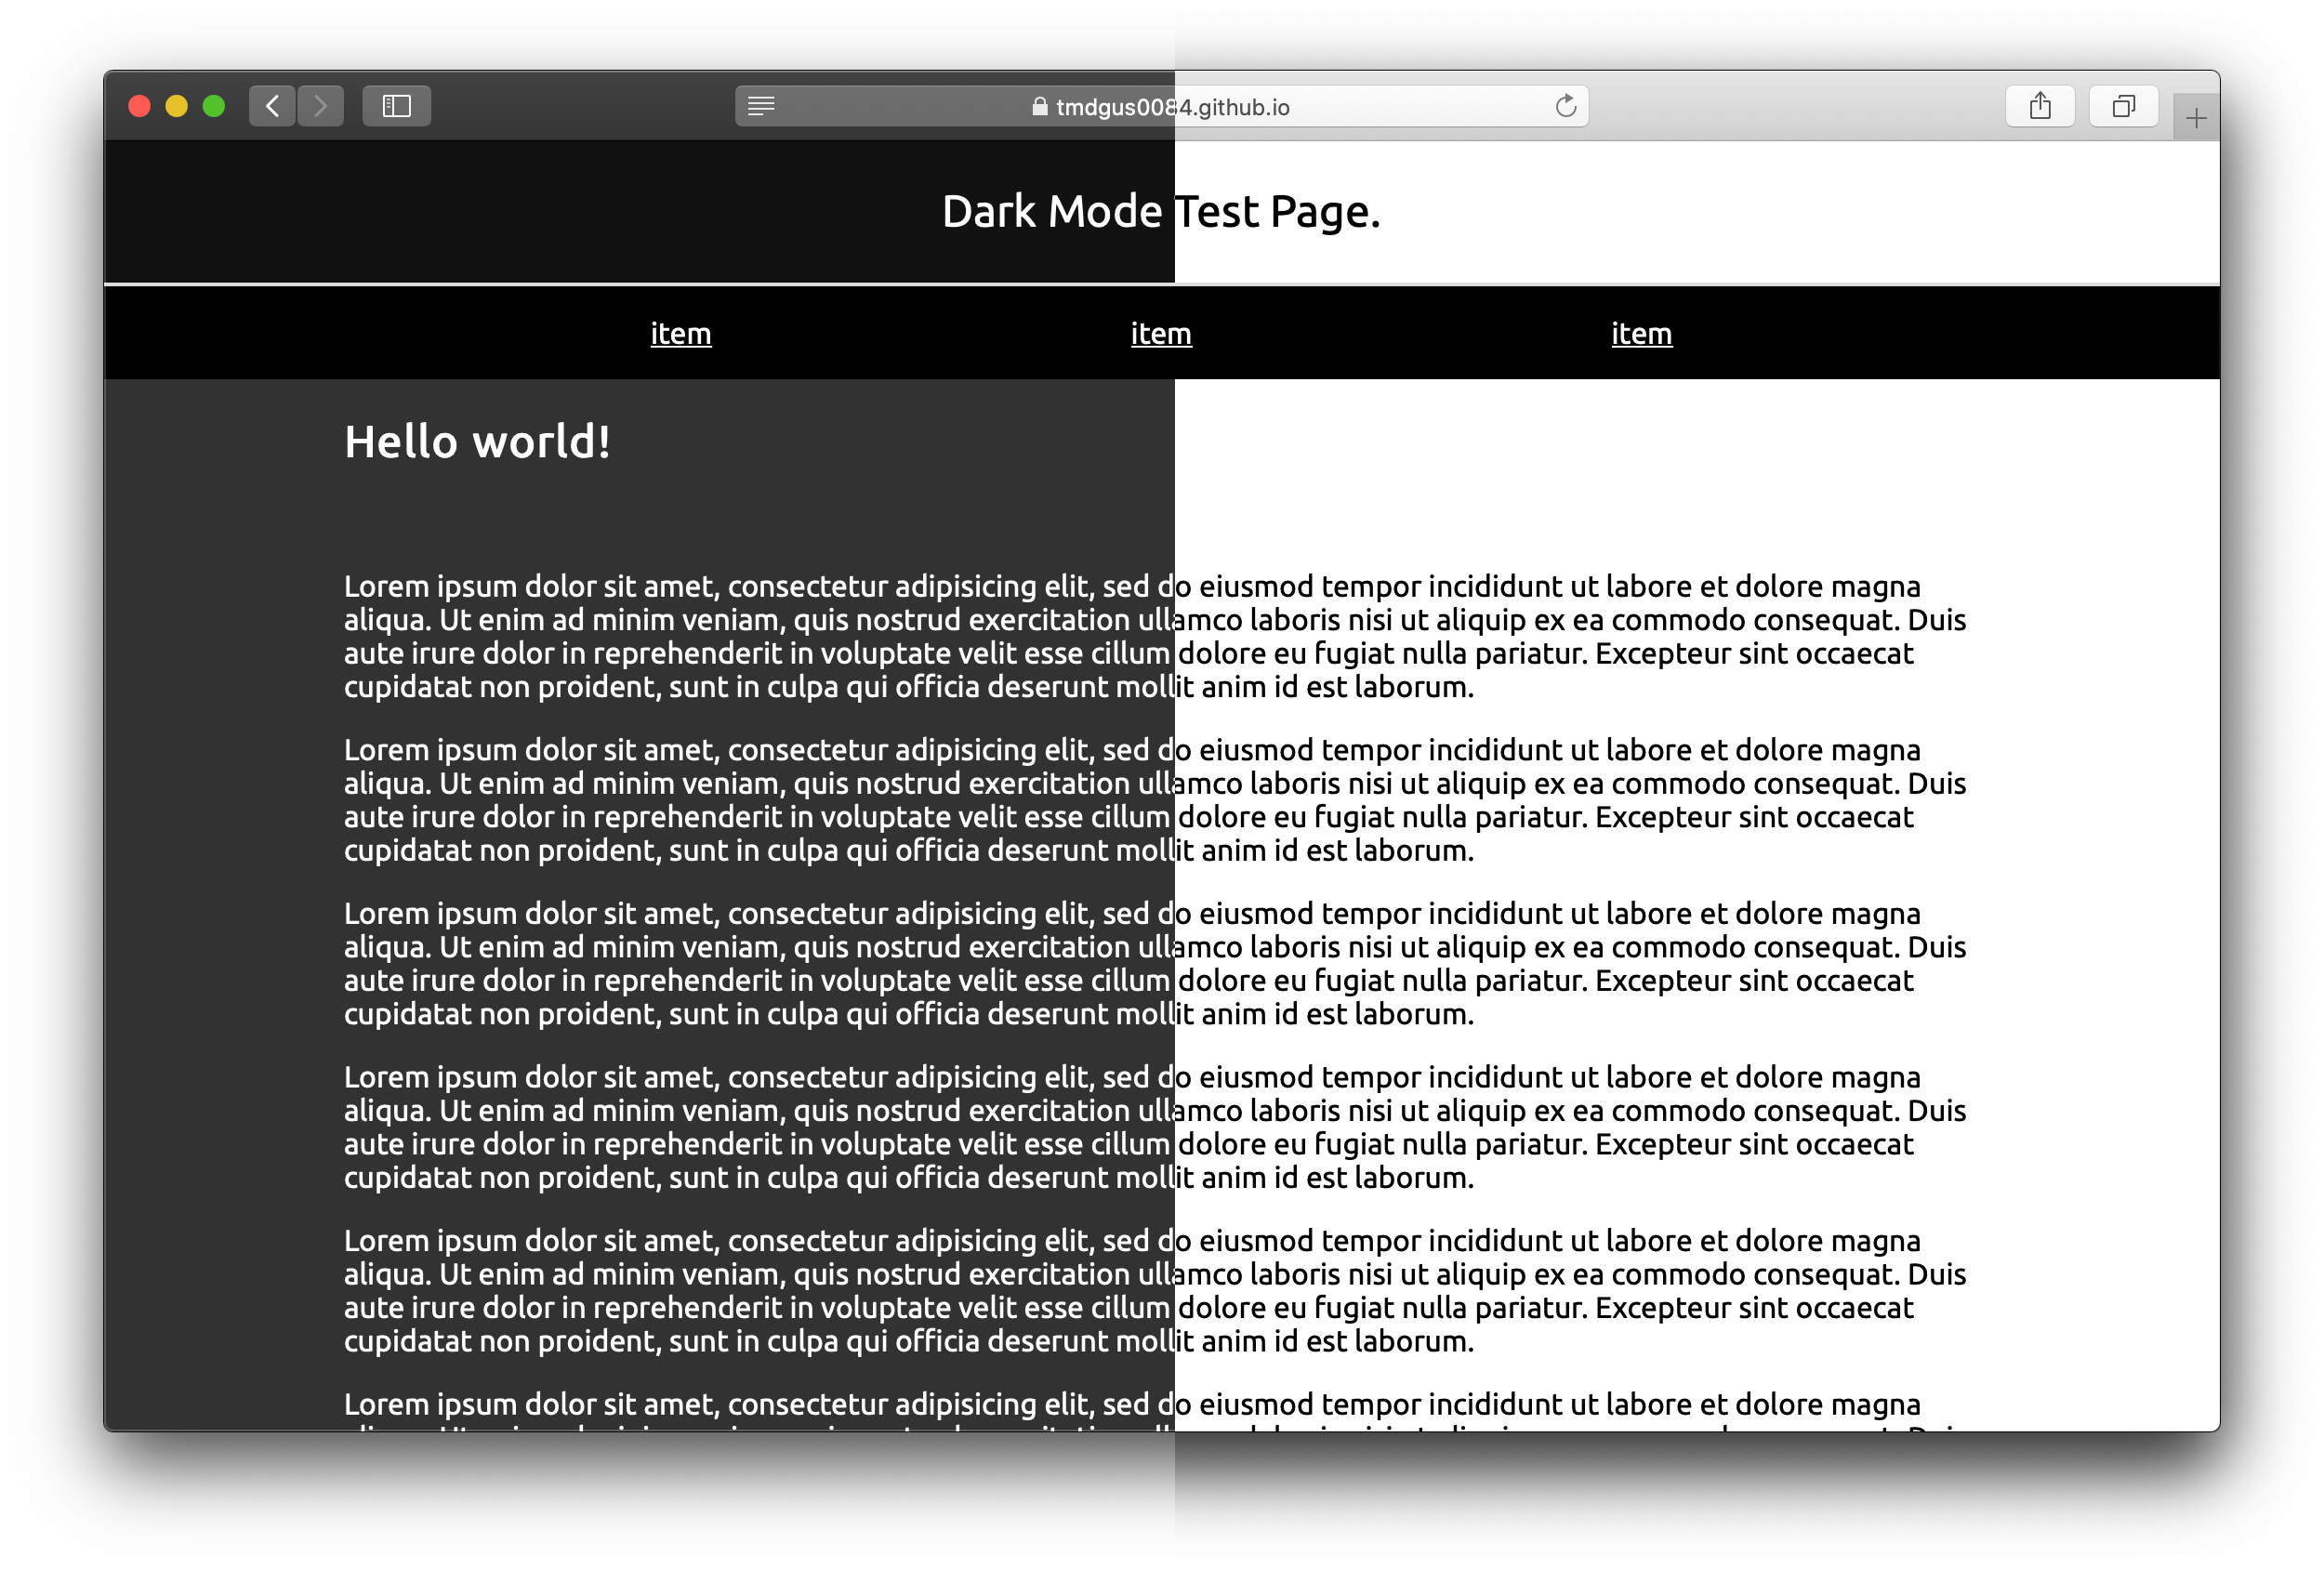 tmdgus0084.github.io
Dark Mode Test Page.
item item item
Hello world!
Lorem ipsum dolor sit amet, consectetur adipisicing elit, sed do eiusmod tempor incididunt ut labore et dolore magna
aliqua. Ut enim ad minim veniam, quis nostrud exercitation ullamco laboris nisi ut aliquip ex ea commodo consequat. Duis
aute irure dolor in reprehenderit in voluptate velit esse cillum dolore eu fugiat nulla pariatur. Excepteur sint occaecat
cupidatat non proident, sunt in culpa qui officia deserunt mollit anim id est laborum.
Lorem ipsum dolor sit amet, consectetur adipisicing elit, sed do eiusmod tempor incididunt ut labore et dolore magna
aliqua. Ut enim ad minim veniam, quis nostrud exercitation ullamco laboris nisi ut aliquip ex ea commodo consequat. Duis
aute irure dolor in reprehenderit in voluptate velit esse cillum dolore eu fugiat nulla pariatur. Excepteur sint occaecat
cupidatat non proident, sunt in culpa qui officia deserunt mollit anim id est laborum.
Lorem ipsum dolor sit amet, consectetur adipisicing elit, sed do eiusmod tempor incididunt ut labore et dolore magna
aliqua. Ut enim ad minim veniam, quis nostrud exercitation ullamco laboris nisi ut aliquip ex ea commodo consequat. Duis
aute irure dolor in reprehenderit in voluptate velit esse cillum dolore eu fugiat nulla pariatur. Excepteur sint occaecat
cupidatat non proident, sunt in culpa qui officia deserunt mollit anim id est laborum.
Lorem ipsum dolor sit amet, consectetur adipisicing elit, sed do eiusmod tempor incididunt ut labore et dolore magna
aliqua. Ut enim ad minim veniam, quis nostrud exercitation ullamco laboris nisi ut aliquip ex ea commodo consequat. Duis
aute irure dolor in reprehenderit in voluptate velit esse cillum dolore eu fugiat nulla pariatur. Excepteur sint occaecat
cupidatat non proident, sunt in culpa qui officia deserunt mollit anim id est laborum.
Lorem ipsum dolor sit amet, consectetur adipisicing elit, sed do eiusmod tempor incididunt ut labore et dolore magna
aliqua. Ut enim ad minim veniam, quis nostrud exercitation ullamco laboris nisi ut aliquip ex ea commodo consequat. Duis
aute irure dolor in reprehenderit in voluptate velit esse cillum dolore eu fugiat nulla pariatur. Excepteur sint occaecat
cupidatat non proident, sunt in culpa qui officia deserunt mollit anim id est laborum.
Lorem ipsum dolor sit amet, consectetur adipisicing elit, sed do eiusmod tempor incididunt ut labore et dolore magna